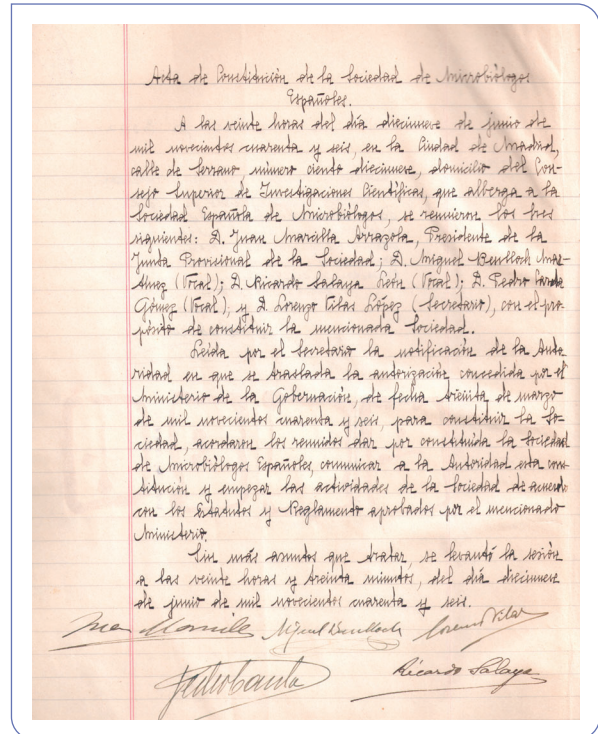 Acta de Constitución de la Sociedad de Microbiólogos
Españoles.
A las veinte horas del día diecinueve de junio de
mil novecientos cuarenta y seis, en la Ciudad de Madrid,
calle de Serrano, número ciento diecinueve, domicilio del Con-
sejo Superior de Investigaciones Científicas, que alberga a la
Sociedad Española de Microbiólogos, se reunieron los Sres
siguientes: D. Juan Marcilla Arrazola, Presidente de la
Junta Provisional de la Sociedad; D. Miguel Benlloch Mar-
tínez (Vocal); D. Ricardo Salaya León (Vocal); D. Pedro Carda
Gómez (Vocal); y D. Lorenzo Vilas López (Secretario), con el pro-
pósito de constituir la mencionada Sociedad.
Leída por el Secretario la notificación de la Auto-
ridad en que se traslada la autorización concedida por el
Ministerio de la Gobernación, de fecha treinta de marzo
de mil novecientos cuarenta y seis, para constituir la So-
ciedad, acordaron los reunidos dar por constituida la Sociedad
de Microbiólogos Españoles, comunicar a la Autoridad esta cons-
titución y empezar las actividades de la Sociedad de acuerdo
con los Estatutos y Reglamento aprobados por el mencionado
Ministerio.
Sin más asuntos que tratar, se levantó la sesión
a las veinte horas y treinta minutos, del día diecinueve
de junio de mil novecientos cuarenta y seis.
Juan Marcilla Miguel Benlloch Lorenzo Vilas
Pedro Carda Ricardo Salaya